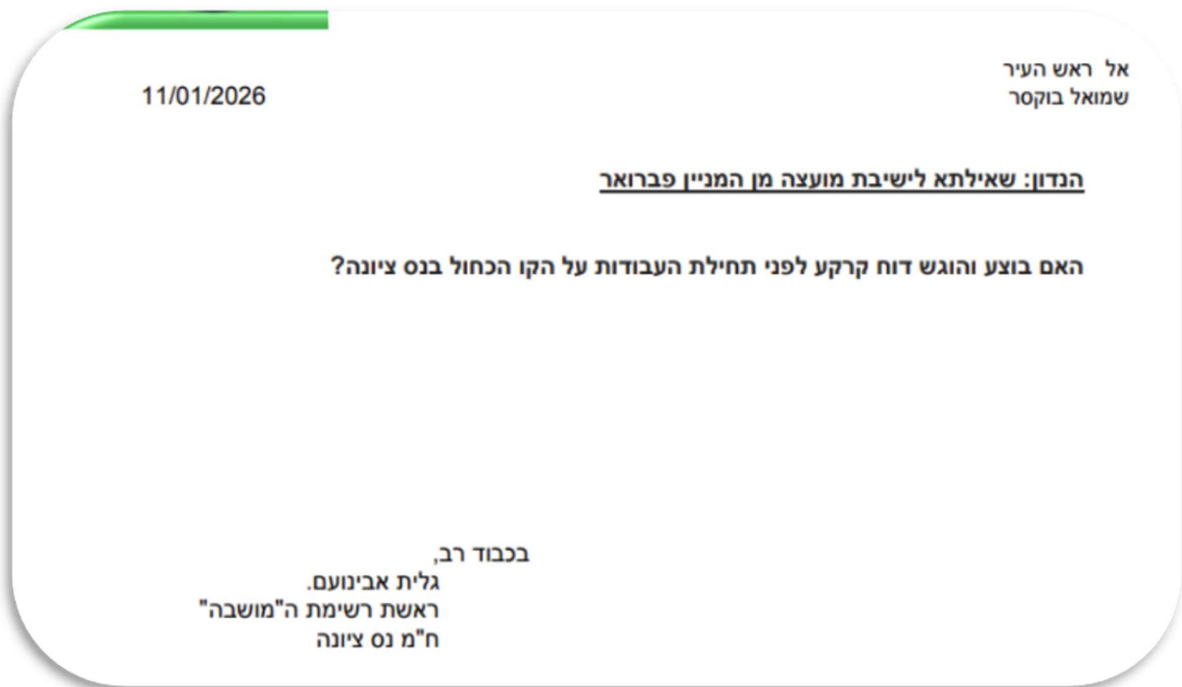 אל ראש העיר
שמואל בוקסר
11/01/2026
הנדון: שאילתא לישיבת מועצה מן המניין פברואר
האם בוצע והוגש דוח קרקע לפני תחילת העבודות על הקו הכחול בנס ציונה?
בכבוד רב,
גלית אבינועם.
ראשת רשימת ה"מושבה"
ח"מ נס ציונה